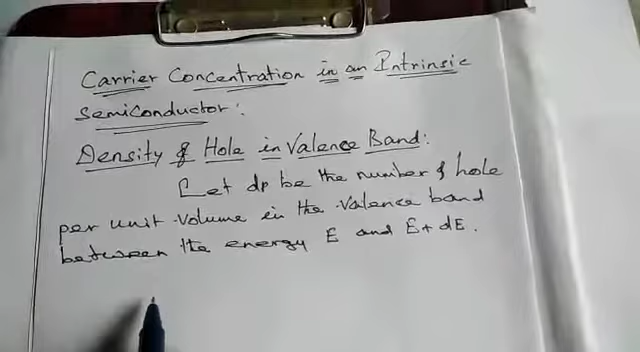 Carrier Concentration in an Intrinsic
Semiconductor:
Density of Hole in Valence Band:
Let dp be the number of hole
per unit volume in the valence band
between the energy E and E+dE.